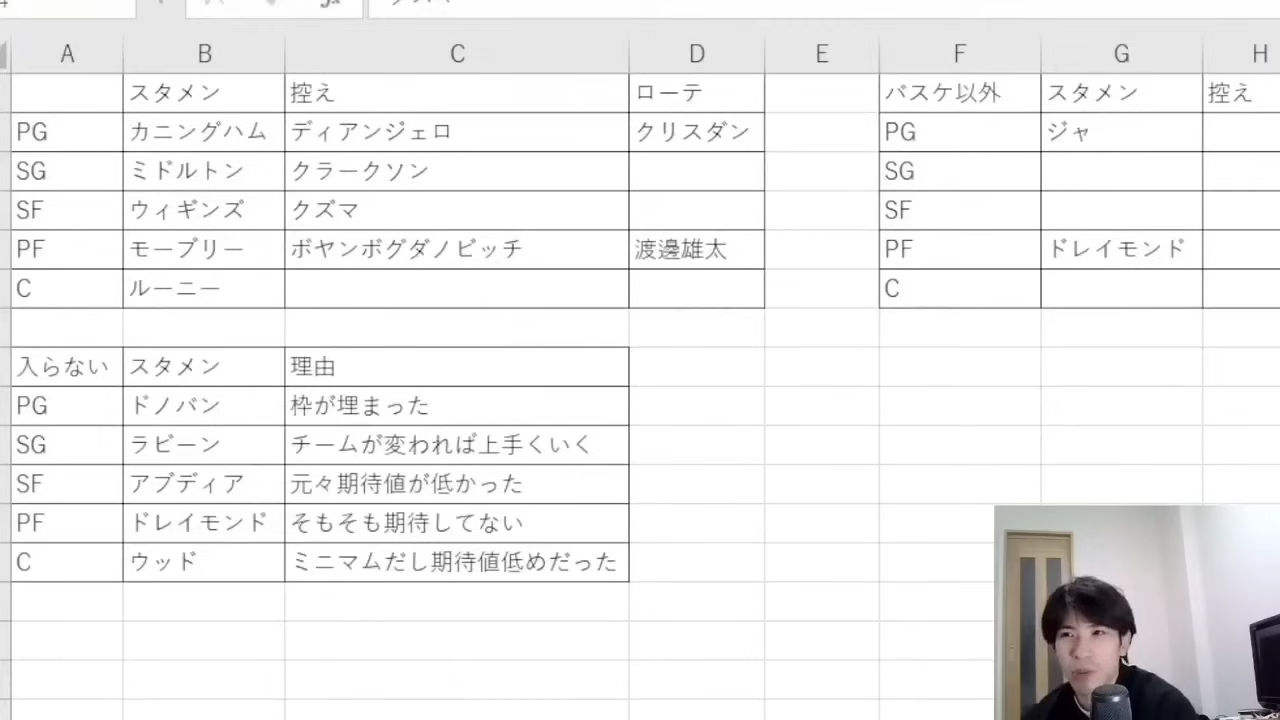 A B C D E F G H
スタメン 控え ローテ バスケ以外 スタメン 控え
PG カニングハム ディアンジェロ クリスダン PG ジャ
SG ミドルトン クラークソン SG
SF ウィギンズ クズマ SF
PF モーブリー ボヤンボグダノビッチ 渡邊雄太 PF ドレイモンド
C ルーニー C
入らない スタメン 理由
PG ドノバン 枠が埋まった
SG ラビーン チームが変われば上手くいく
SF アブディア 元々期待値が低かった
PF ドレイモンド そもそも期待してない
C ウッド ミニマムだし期待値低めだった